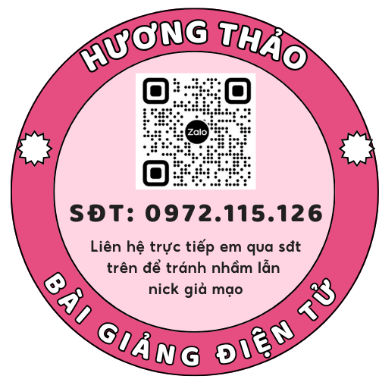 HƯƠNG THẢO
Zalo
SĐT: 0972.115.126
Liên hệ trực tiếp em qua sđt
trên để tránh nhầm lẫn
nick giả mạo
BÀI GIẢNG ĐIỆN TỬ